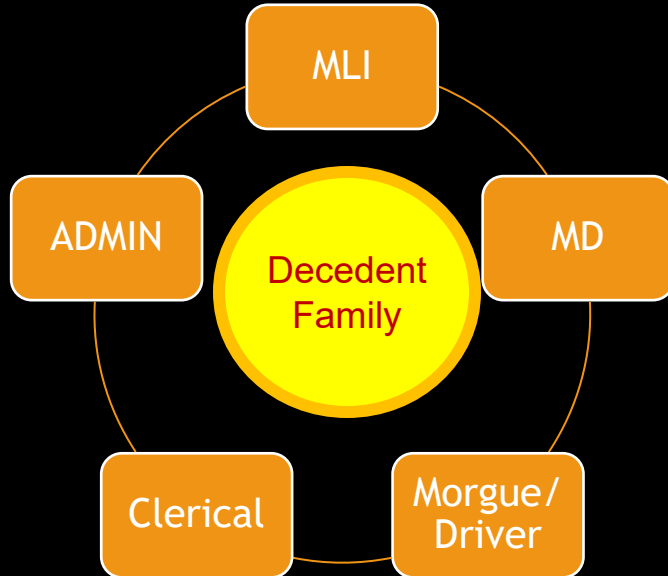 MLI
ADMIN
MD
Decedent
Family
Clerical
Morgue/
Driver